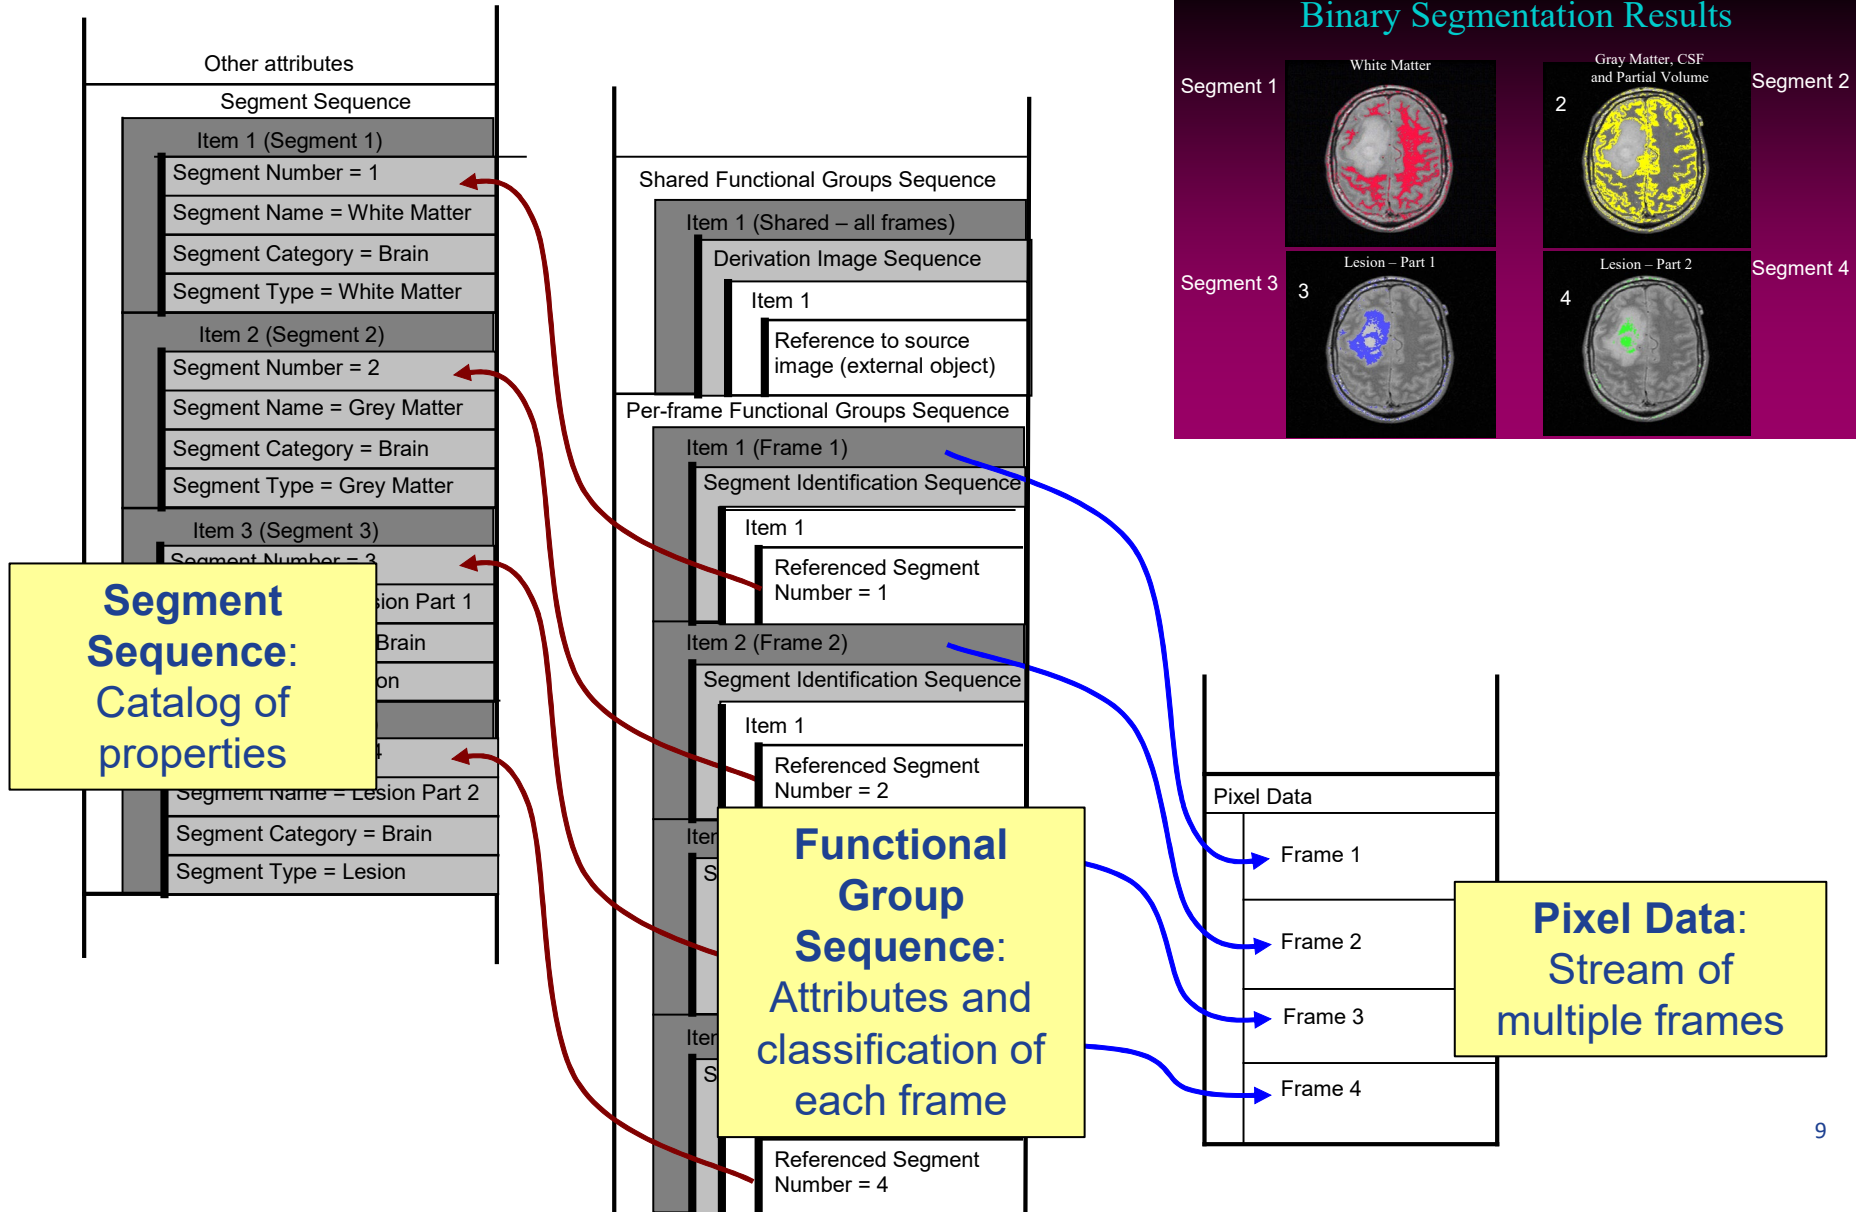 Other attributes
Segment Sequence
Item 1 (Segment 1)
Segment Number = 1
Segment Name = White Matter
Segment Category = Brain
Segment Type = White Matter
Item 2 (Segment 2)
Segment Number = 2
Segment Name = Grey Matter
Segment Category = Brain
Segment Type = Grey Matter
Item 3 (Segment 3)
Segment Number = 3
Part 1
Brain
4
Segment Name = Lesion Part 2
Segment Category = Brain
Segment Type = Lesion
Segment
Sequence:
Catalog of
properties
Shared Functional Groups Sequence
Item 1 (Shared – all frames)
Derivation Image Sequence
Item 1
Reference to source
image (external object)
Per-frame Functional Groups Sequence
Item 1 (Frame 1)
Segment Identification Sequence
Item 1
Referenced Segment
Number = 1
Item 2 (Frame 2)
Segment Identification Sequence
Item 1
Referenced Segment
Number = 2
Functional
Group
Sequence:
Attributes and
classification of
each frame
Referenced Segment
Number = 4
Binary Segmentation Results
Segment 1
White Matter
Gray Matter, CSF
and Partial Volume
2
Segment 2
Segment 3
Lesion – Part 1
3
Lesion – Part 2
4
Segment 4
Pixel Data
Frame 1
Frame 2
Frame 3
Frame 4
Pixel Data:
Stream of
multiple frames
9